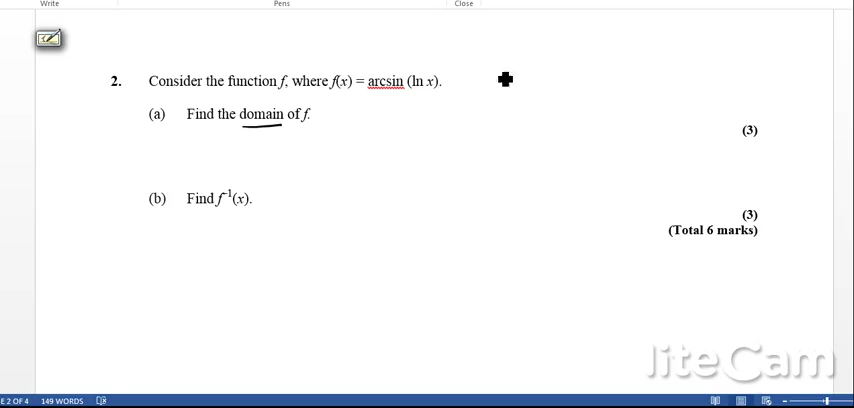 Write Pens Close
2. Consider the function f, where f(x) = arcsin (ln x).
(a) Find the domain of f.
(3)
(b) Find f⁻¹(x).
(3)
(Total 6 marks)
liteCam
E 2 OF 4 149 WORDS